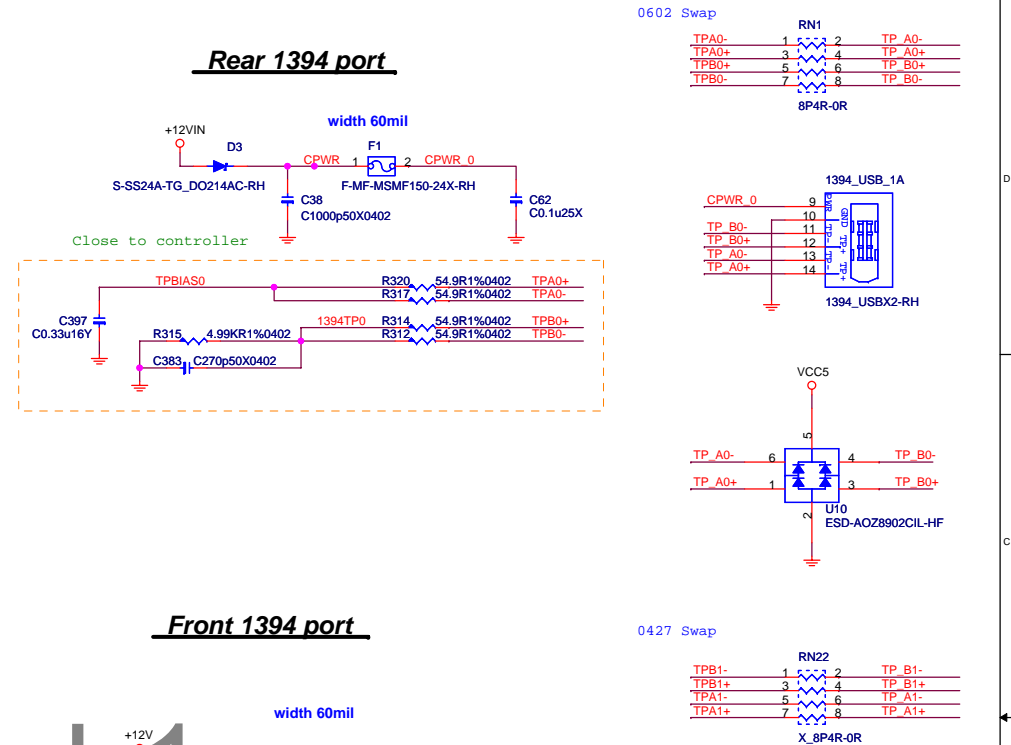 0602 Swap
RN1
TPA0- 1 2 TP_A0-
TPA0+ 3 4 TP_A0+
TPB0+ 5 6 TP_B0+
TPB0- 7 8 TP_B0-
8P4R-0R
Rear 1394 port
width 60mil
+12VIN
D3
F1
CPWR 1 2 CPWR_0
S-SS24A-TG_DO214AC-RH
F-MF-MSMF150-24X-RH
C38
C1000p50X0402
C62
C0.1u25X
Close to controller
TPBIAS0
R320 54.9R1%0402 TPA0+
R317 54.9R1%0402 TPA0-
C397
C0.33u16Y
1394TP0
R314 54.9R1%0402 TPB0+
R315 4.99KR1%0402
R312 54.9R1%0402 TPB0-
C383 C270p50X0402
1394_USB_1A
CPWR_0 9 PWR
10 GND
TP_B0- 11 TP-
TP_B0+ 12 TP+
TP_A0- 13 TP-
TP_A0+ 14 TP+
1394_USBX2-RH
D
VCC5
5
TP_A0- 6 4 TP_B0-
TP_A0+ 1 3 TP_B0+
2
U10
ESD-AOZ8902CIL-HF
C
Front 1394 port
0427 Swap
RN22
TPB1- 1 2 TP_B1-
TPB1+ 3 4 TP_B1+
TPA1- 5 6 TP_A1-
TPA1+ 7 8 TP_A1+
X_8P4R-0R
width 60mil
+12V